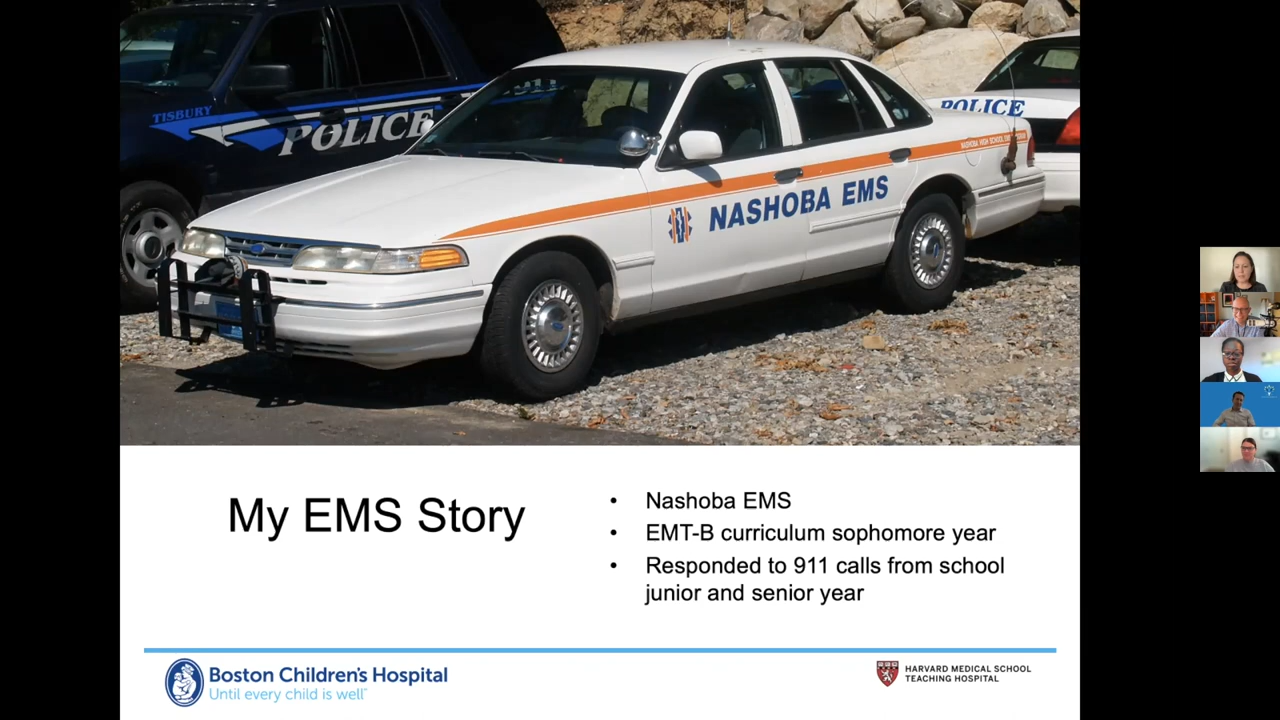 TISBURY
POLICE
POLICE
NASHOBA EMS
My EMS Story
• Nashoba EMS
• EMT-B curriculum sophomore year
• Responded to 911 calls from school
junior and senior year
Boston Children's Hospital
Until every child is well™
HARVARD MEDICAL SCHOOL
TEACHING HOSPITAL